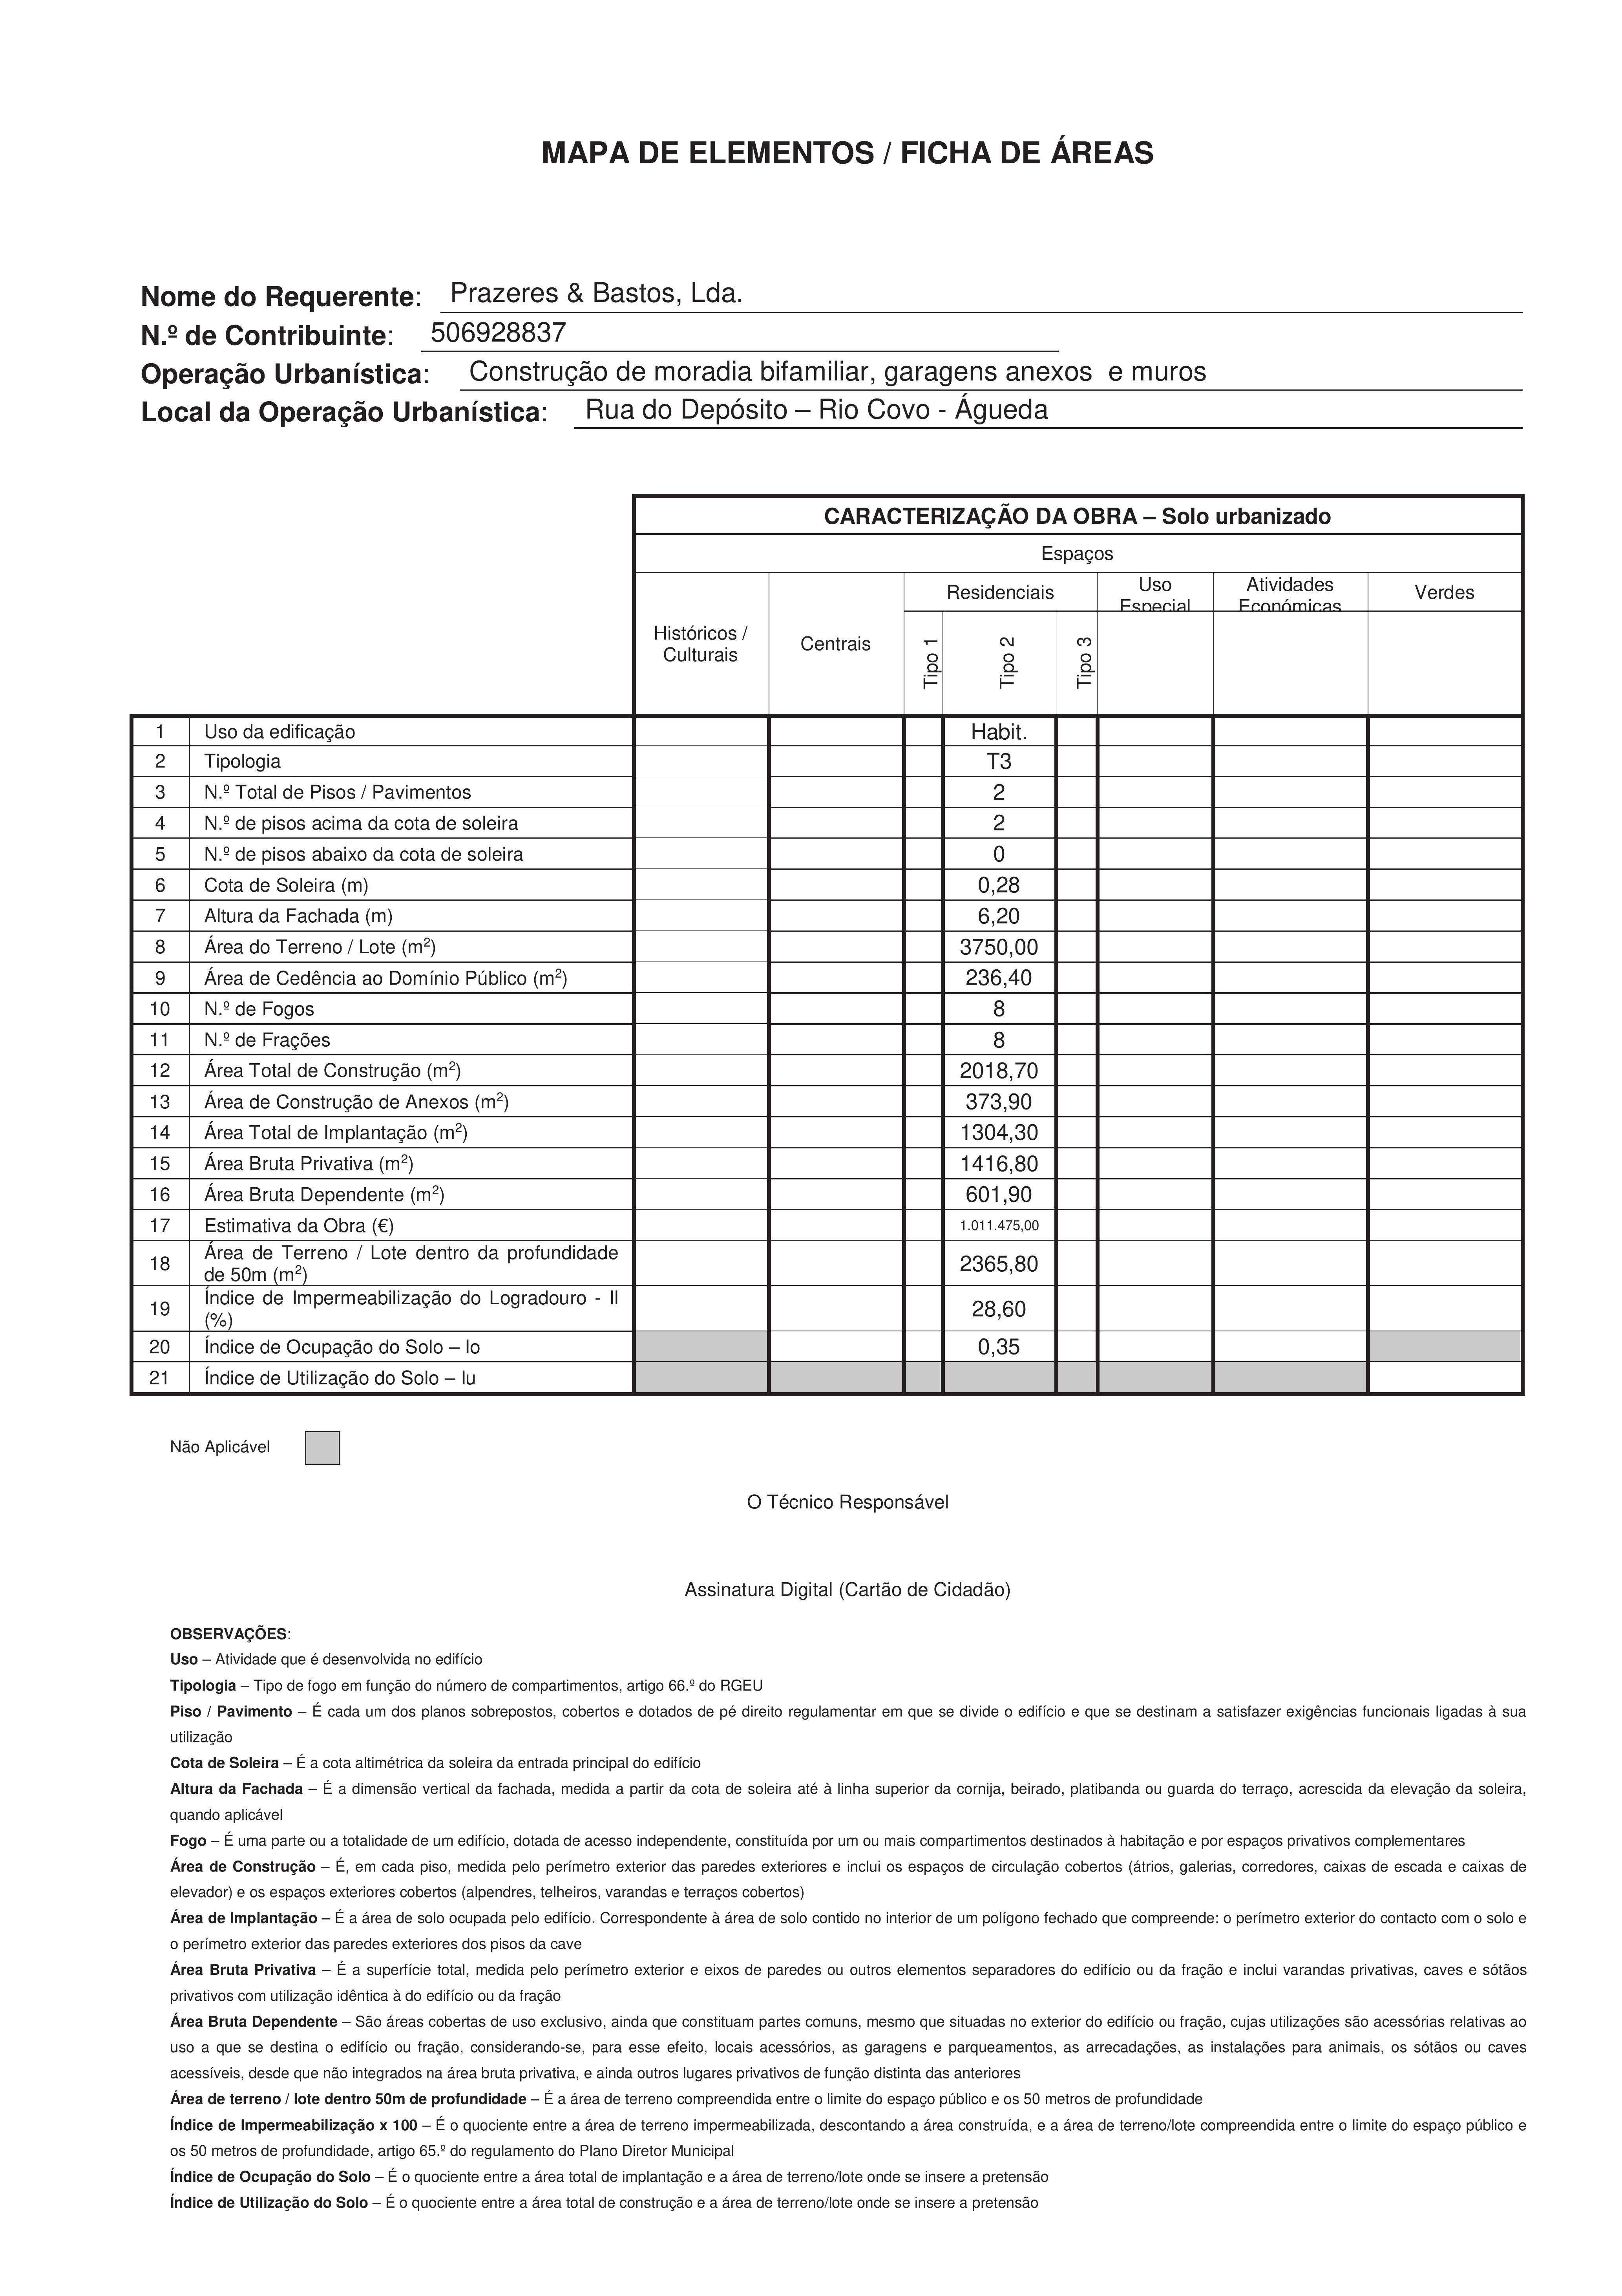 MAPA DE ELEMENTOS / FICHA DE ÁREAS
Nome do Requerente: Prazeres & Bastos, Lda.
N.º de Contribuinte: 506928837
Operação Urbanística: Construção de moradia bifamiliar, garagens anexos e muros
Local da Operação Urbanística: Rua do Depósito – Rio Covo - Águeda
CARACTERIZAÇÃO DA OBRA – Solo urbanizado
Espaços
Históricos / Culturais
Centrais
Residenciais
Uso Especial
Atividades Económicas
Verdes
Tipo 1
Tipo 2
Tipo 3
1 Uso da edificação Habit.
2 Tipologia T3
3 N.º Total de Pisos / Pavimentos 2
4 N.º de pisos acima da cota de soleira 2
5 N.º de pisos abaixo da cota de soleira 0
6 Cota de Soleira (m) 0,28
7 Altura da Fachada (m) 6,20
8 Área do Terreno / Lote (m²) 3750,00
9 Área de Cedência ao Domínio Público (m²) 236,40
10 N.º de Fogos 8
11 N.º de Frações 8
12 Área Total de Construção (m²) 2018,70
13 Área de Construção de Anexos (m²) 373,90
14 Área Total de Implantação (m²) 1304,30
15 Área Bruta Privativa (m²) 1416,80
16 Área Bruta Dependente (m²) 601,90
17 Estimativa da Obra (€) 1.011.475,00
18 Área de Terreno / Lote dentro da profundidade de 50m (m²) 2365,80
19 Índice de Impermeabilização do Logradouro - II (%) 28,60
20 Índice de Ocupação do Solo – Io 0,35
21 Índice de Utilização do Solo – Iu
Não Aplicável
O Técnico Responsável
Assinatura Digital (Cartão de Cidadão)
OBSERVAÇÕES:
Uso – Atividade que é desenvolvida no edifício
Tipologia – Tipo de fogo em função do número de compartimentos, artigo 66.º do RGEU
Piso / Pavimento – É cada um dos planos sobrepostos, cobertos e dotados de pé direito regulamentar em que se divide o edifício e que se destinam a satisfazer exigências funcionais ligadas à sua
utilização
Cota de Soleira – É a cota altimétrica da soleira da entrada principal do edifício
Altura da Fachada – É a dimensão vertical da fachada, medida a partir da cota de soleira até à linha superior da cornija, beirado, platibanda ou guarda do terraço, acrescida da elevação da soleira,
quando aplicável
Fogo – É uma parte ou a totalidade de um edifício, dotada de acesso independente, constituída por um ou mais compartimentos destinados à habitação e por espaços privativos complementares
Área de Construção – É, em cada piso, medida pelo perímetro exterior das paredes exteriores e inclui os espaços de circulação cobertos (átrios, galerias, corredores, caixas de escada e caixas de
elevador) e os espaços exteriores cobertos (alpendres, telheiros, varandas e terraços cobertos)
Área de Implantação – É a área de solo ocupada pelo edifício. Correspondente à área de solo contido no interior de um polígono fechado que compreende: o perímetro exterior do contacto com o solo e
o perímetro exterior das paredes exteriores dos pisos da cave
Área Bruta Privativa – É a superfície total, medida pelo perímetro exterior e eixos de paredes ou outros elementos separadores do edifício ou da fração e inclui varandas privativas, caves e sótãos
privativos com utilização idêntica à do edifício ou da fração
Área Bruta Dependente – São áreas cobertas de uso exclusivo, ainda que constituam partes comuns, mesmo que situadas no exterior do edifício ou fração, cujas utilizações são acessórias relativas ao
uso a que se destina o edifício ou fração, considerando-se, para esse efeito, locais acessórios, as garagens e parqueamentos, as arrecadações, as instalações para animais, os sótãos ou caves
acessíveis, desde que não integrados na área bruta privativa, e ainda outros lugares privativos de função distinta das anteriores
Área de terreno / lote dentro 50m de profundidade – É a área de terreno compreendida entre o limite do espaço público e os 50 metros de profundidade
Índice de Impermeabilização x 100 – É o quociente entre a área de terreno impermeabilizada, descontando a área construída, e a área de terreno/lote compreendida entre o limite do espaço público e
os 50 metros de profundidade, artigo 65.º do regulamento do Plano Diretor Municipal
Índice de Ocupação do Solo – É o quociente entre a área total de implantação e a área de terreno/lote onde se insere a pretensão
Índice de Utilização do Solo – É o quociente entre a área total de construção e a área de terreno/lote onde se insere a pretensão